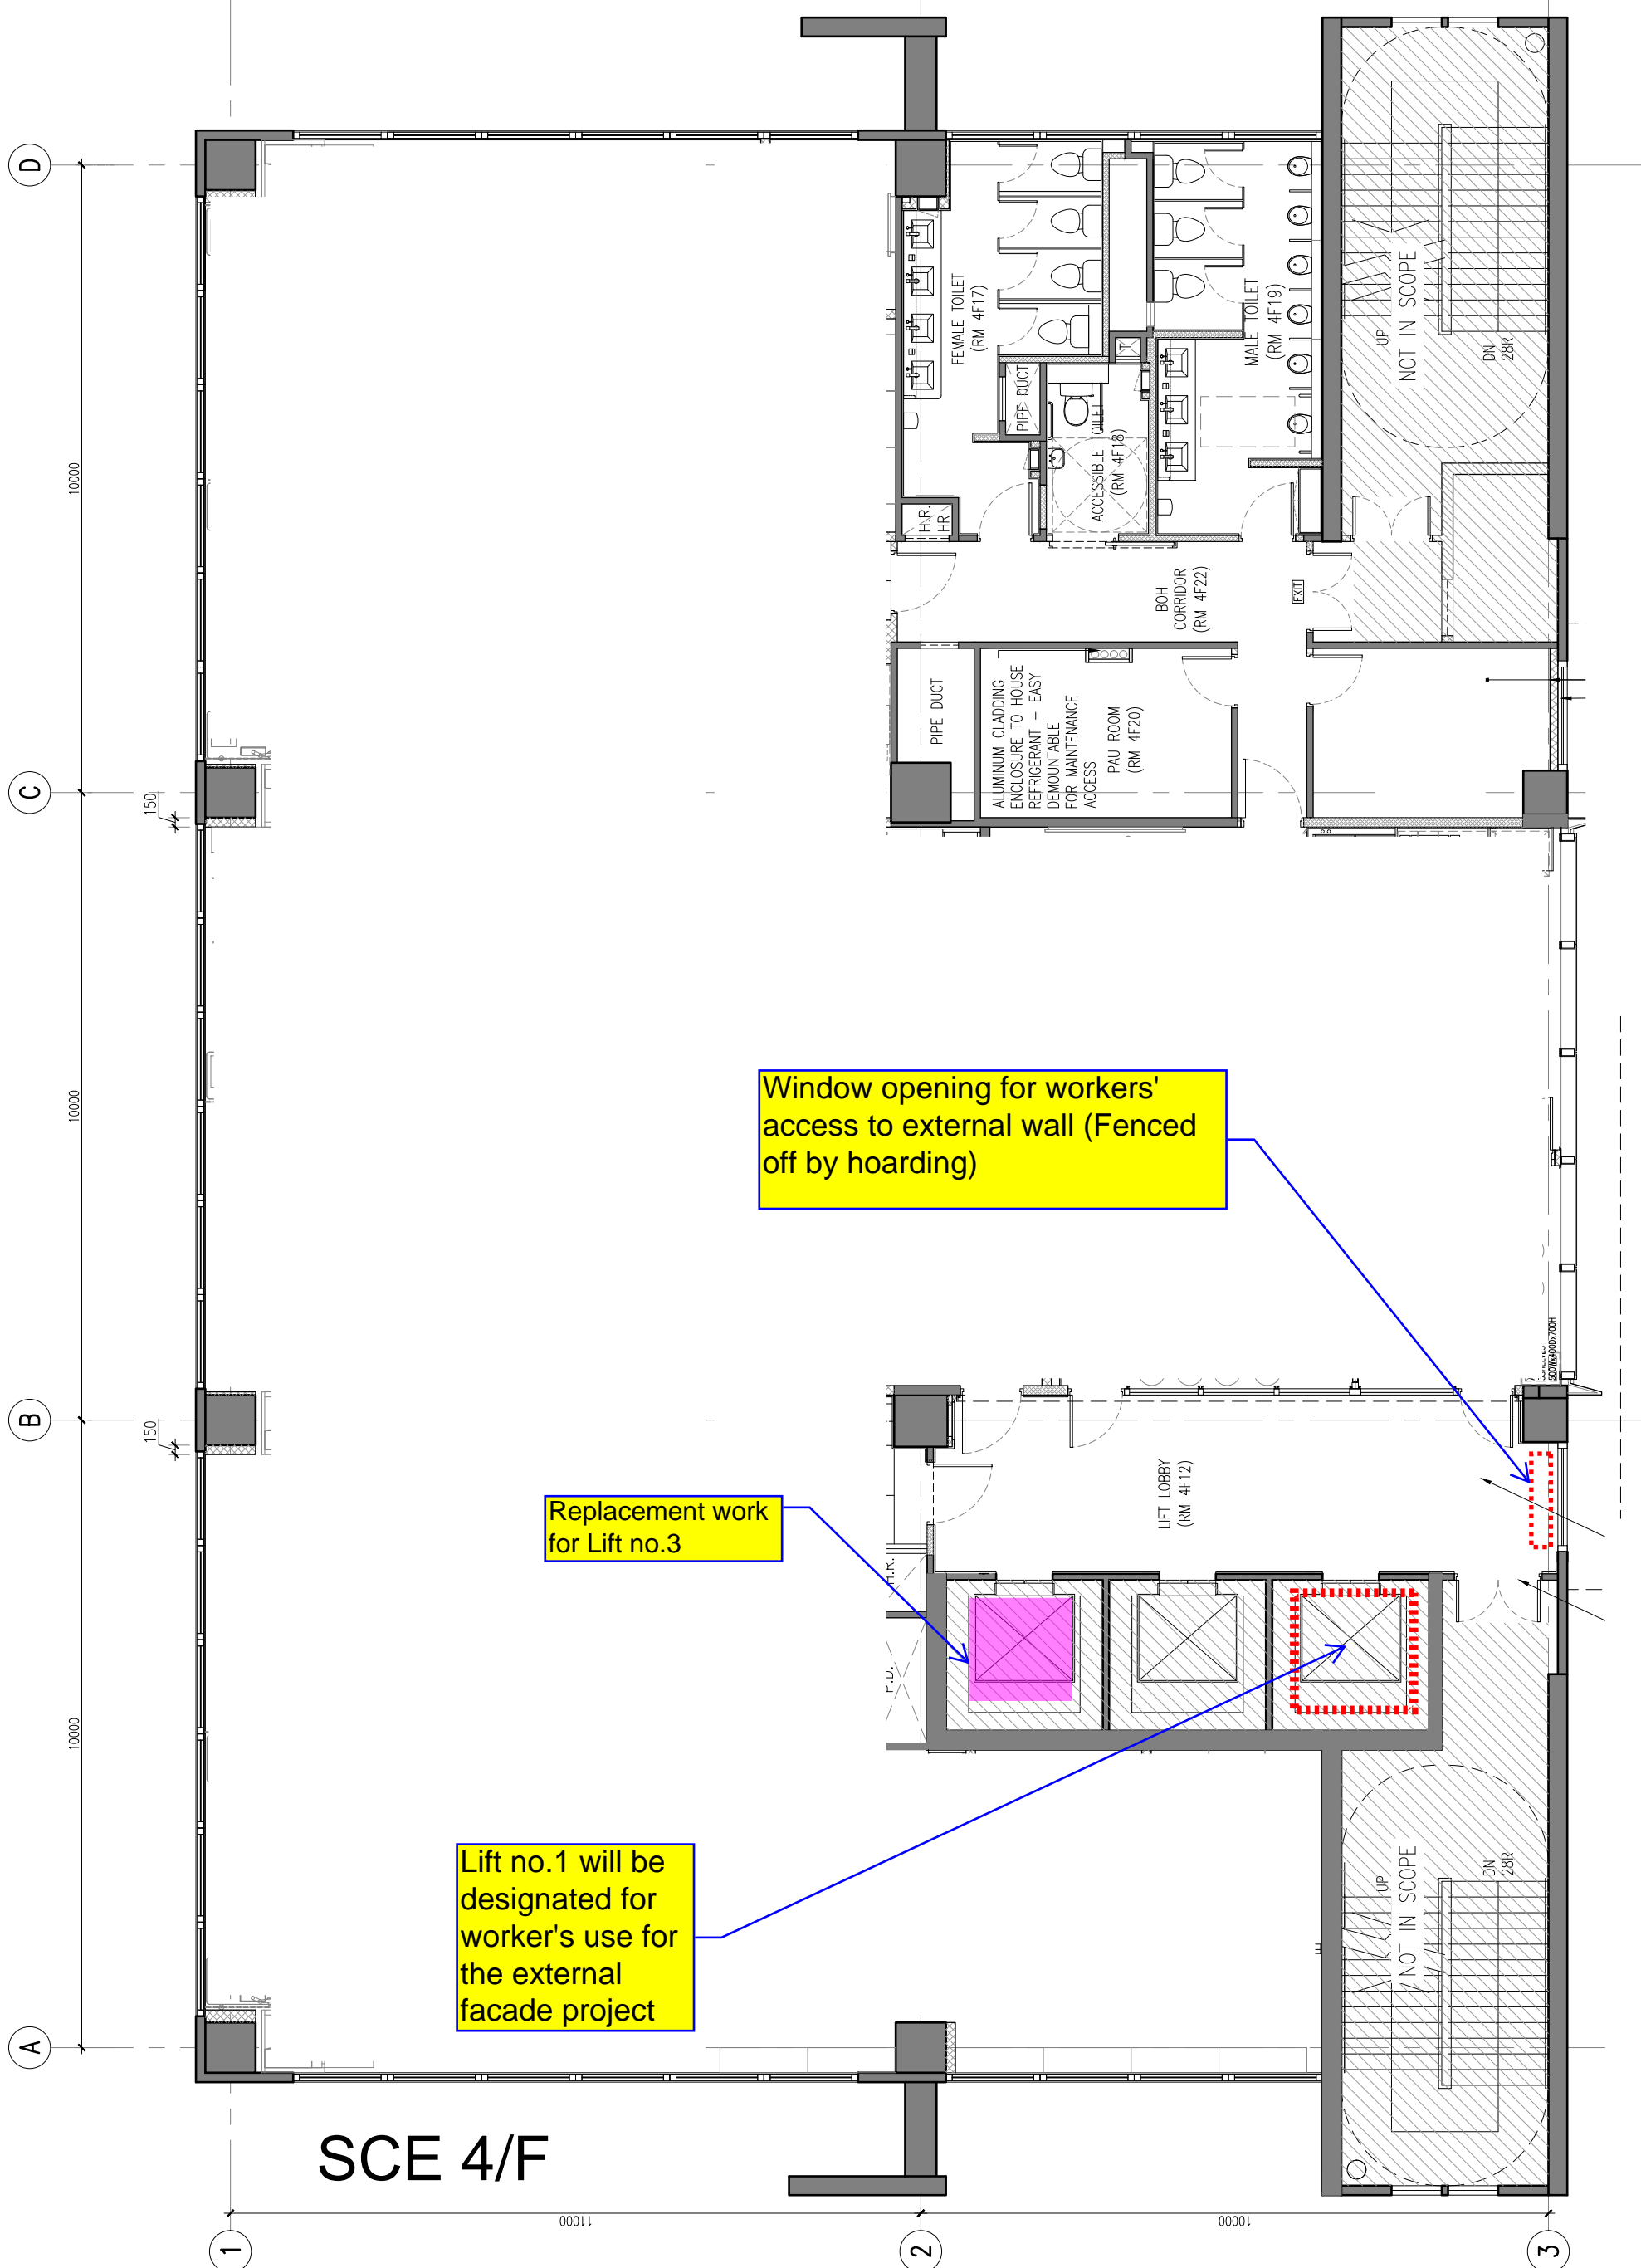 D
C
B
A
10000
10000
10000
150
150
FEMALE TOILET
(RM 4F17)
PIPE DUCT
ACCESSIBLE TOILET
(RM 4F18)
T
MALE TOILET
(RM 4F19)
H.R.
HR
UP
NOT IN SCOPE
DN
28R
BOH
CORRIDOR
(RM 4F22)
EXIT
PIPE DUCT
ALUMINUM CLADDING
ENCLOSURE TO HOUSE
REFRIGERANT - EASY
DEMOUNTABLE
FOR MAINTENANCE
ACCESS
PAU ROOM
(RM 4F20)
Window opening for workers'
access to external wall (Fenced
off by hoarding)
500Wx400Dx700H
LIFT LOBBY
(RM 4F12)
Replacement work
for Lift no.3
H.R.
P.D.
Lift no.1 will be
designated for
worker's use for
the external
facade project
UP
NOT IN SCOPE
DN
28R
SCE 4/F
11000
10000
1
2
3